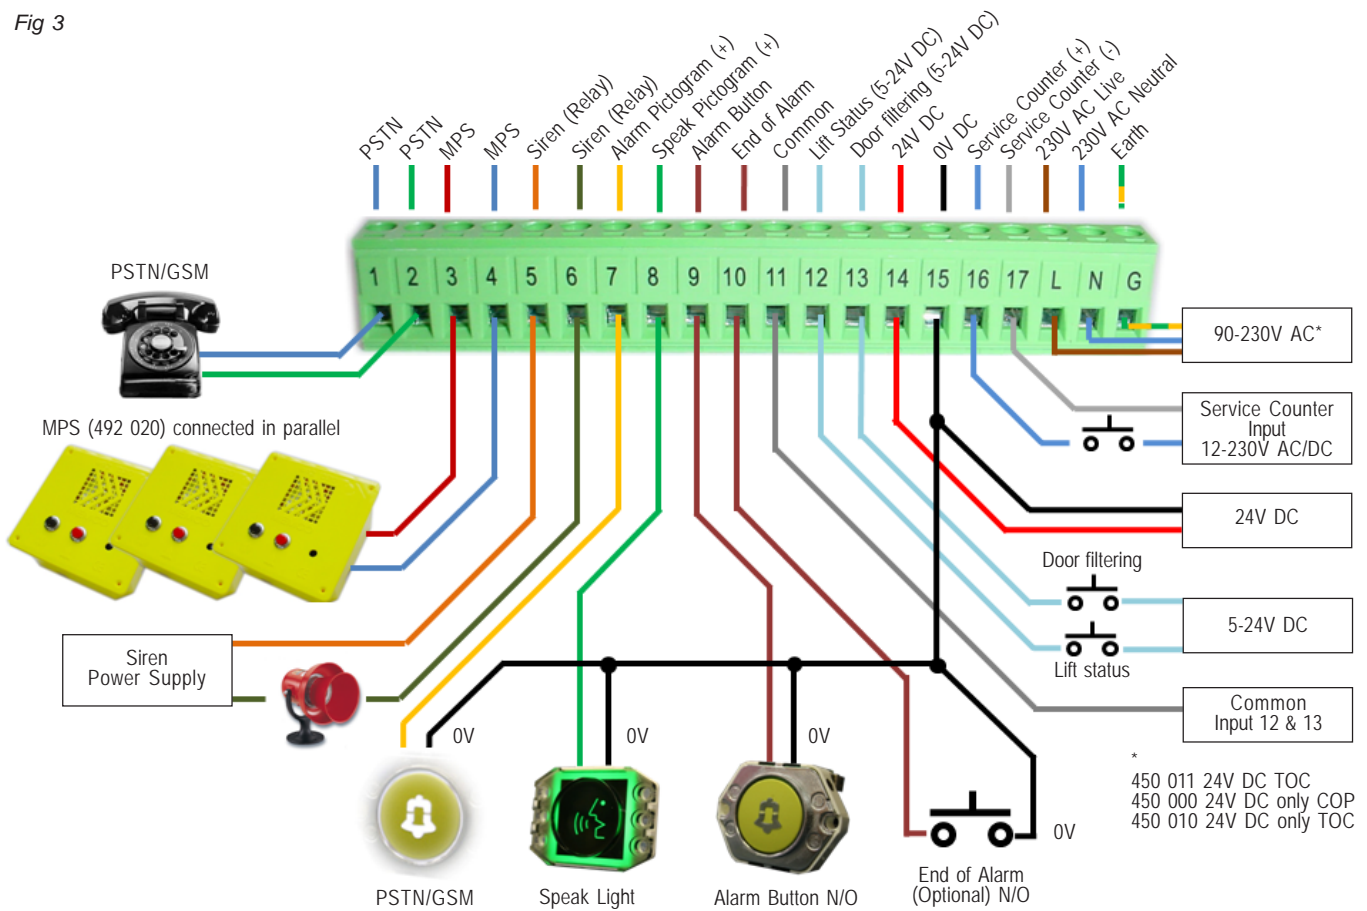 Fig 3
PSTN
PSTN
MPS
MPS
Siren (Relay)
Siren (Relay)
Alarm Pictogram (+)
Speak Pictogram (+)
Alarm Button
End of Alarm
Common
Lift Status (5-24V DC)
Door filtering (5-24V DC)
24V DC
0V DC
Service Counter (+)
Service Counter (-)
230V AC Live
230V AC Neutral
Earth
1 2 3 4 5 6 7 8 9 10 11 12 13 14 15 16 17 L N G
PSTN/GSM
90-230V AC*
MPS (492 020) connected in parallel
Service Counter
Input
12-230V AC/DC
24V DC
Door filtering
5-24V DC
Lift status
Siren
Power Supply
Common
Input 12 & 13
0V
0V
0V
0V
*
450 011 24V DC TOC
450 000 24V DC only COP
450 010 24V DC only TOC
PSTN/GSM
Speak Light
Alarm Button N/O
End of Alarm
(Optional) N/O